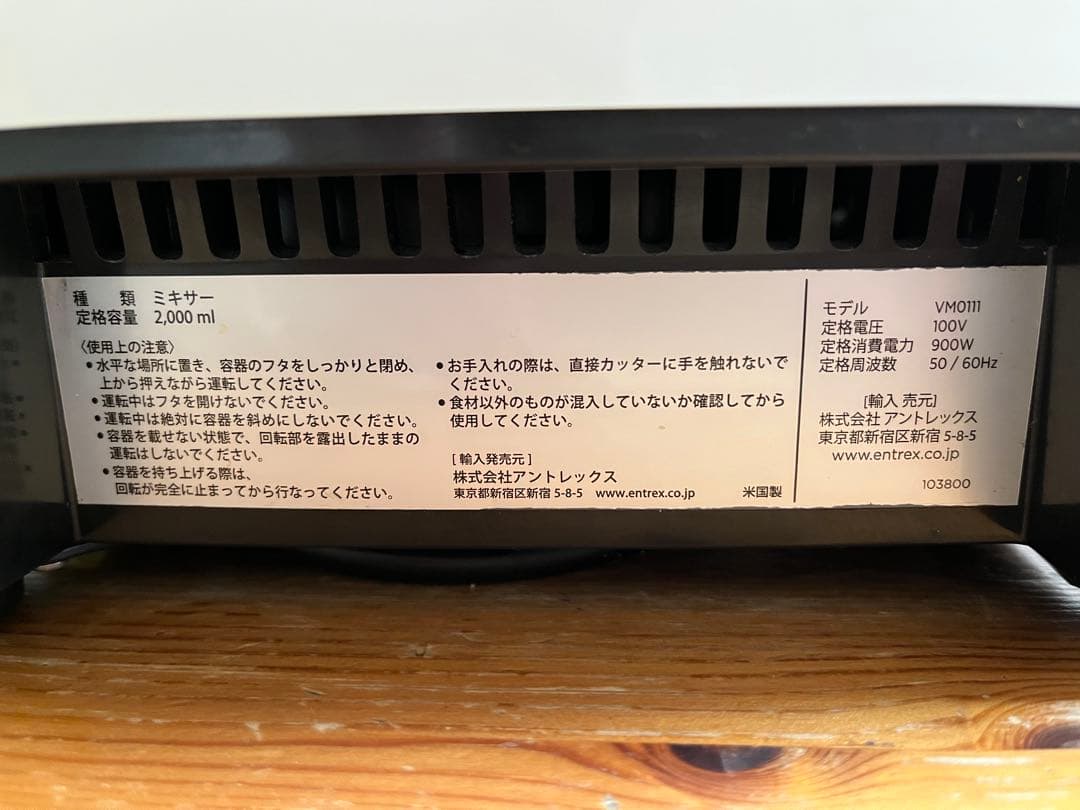 種　類　ミキサー
定格容量　2,000 ml
〈使用上の注意〉
●水平な場所に置き、容器のフタをしっかりと閉め、
上から押えながら運転してください。
●運転中はフタを開けないでください。
●運転中は絶対に容器を斜めにしないでください。
●容器を載せない状態で、回転部を露出したままの
運転はしないでください。
●容器を持ち上げる際は、
回転が完全に止まってから行なってください。
●お手入れの際は、直接カッターに手を触れないで
ください。
●食材以外のものが混入していないか確認してから
使用してください。
［輸入発売元］
株式会社アントレックス
東京都新宿区新宿 5-8-5　www.entrex.co.jp　米国製
モデル　VM0111
定格電圧　100V
定格消費電力　900W
定格周波数　50 / 60Hz
［輸入 売元］
株式会社 アントレックス
東京都新宿区新宿 5-8-5
www.entrex.co.jp
103800